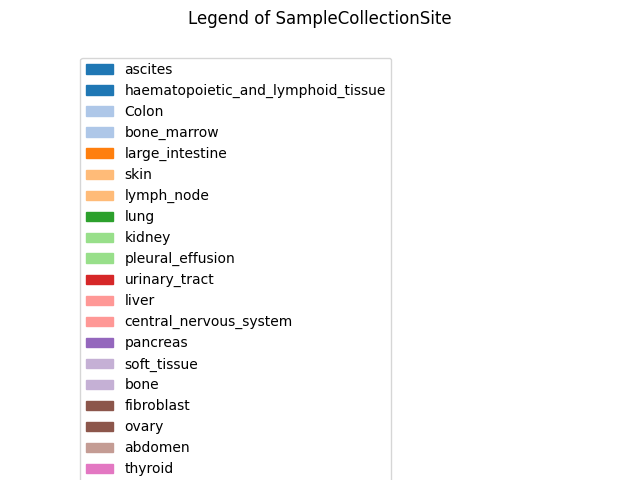 Legend of SampleCollectionSite
ascites
haematopoietic_and_lymphoid_tissue
Colon
bone_marrow
large_intestine
skin
lymph_node
lung
kidney
pleural_effusion
urinary_tract
liver
central_nervous_system
pancreas
soft_tissue
bone
fibroblast
ovary
abdomen
thyroid